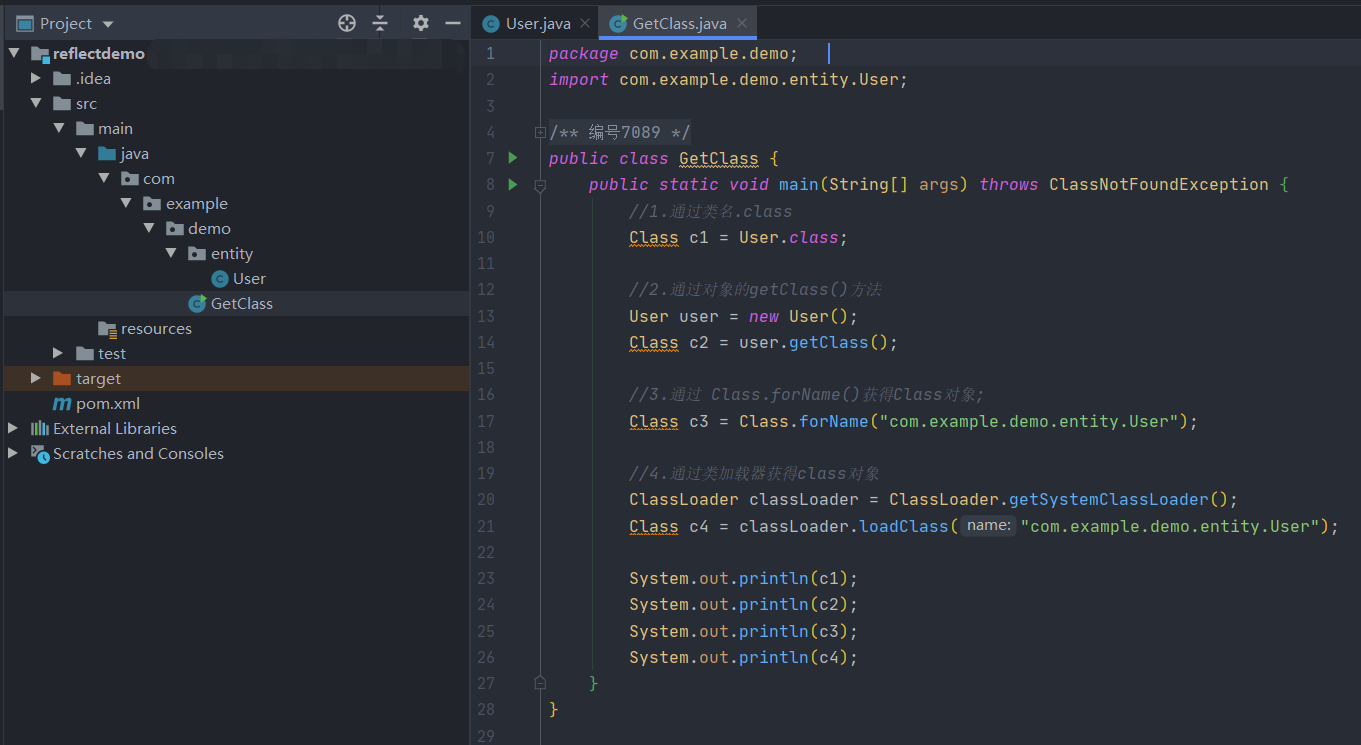 Project
reflectdemo
.idea
src
main
java
com
example
demo
entity
User
GetClass
resources
test
target
pom.xml
External Libraries
Scratches and Consoles
User.java
GetClass.java
1 package com.example.demo;
2 import com.example.demo.entity.User;
3
4 /** 编号7089 */
7 public class GetClass {
8 public static void main(String[] args) throws ClassNotFoundException {
9 //1.通过类名.class
10 Class c1 = User.class;
11
12 //2.通过对象的getClass()方法
13 User user = new User();
14 Class c2 = user.getClass();
15
16 //3.通过 Class.forName()获得Class对象;
17 Class c3 = Class.forName("com.example.demo.entity.User");
18
19 //4.通过类加载器获得class对象
20 ClassLoader classLoader = ClassLoader.getSystemClassLoader();
21 Class c4 = classLoader.loadClass( name: "com.example.demo.entity.User");
22
23 System.out.println(c1);
24 System.out.println(c2);
25 System.out.println(c3);
26 System.out.println(c4);
27 }
28 }
29